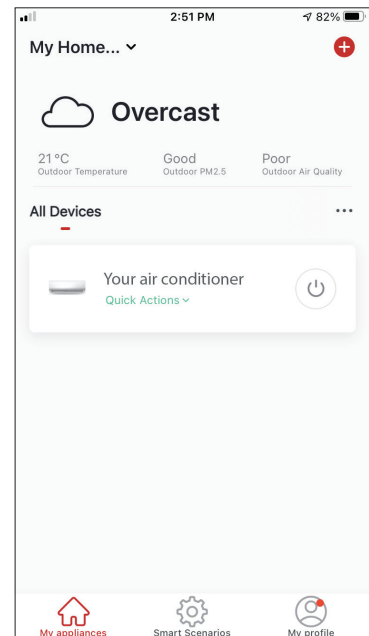 2:51 PM
82%
My Home...
Overcast
21°C Good Poor
Outdoor Temperature Outdoor PM2.5 Outdoor Air Quality
All Devices
Your air conditioner
Quick Actions
My appliances Smart Scenarios My profile